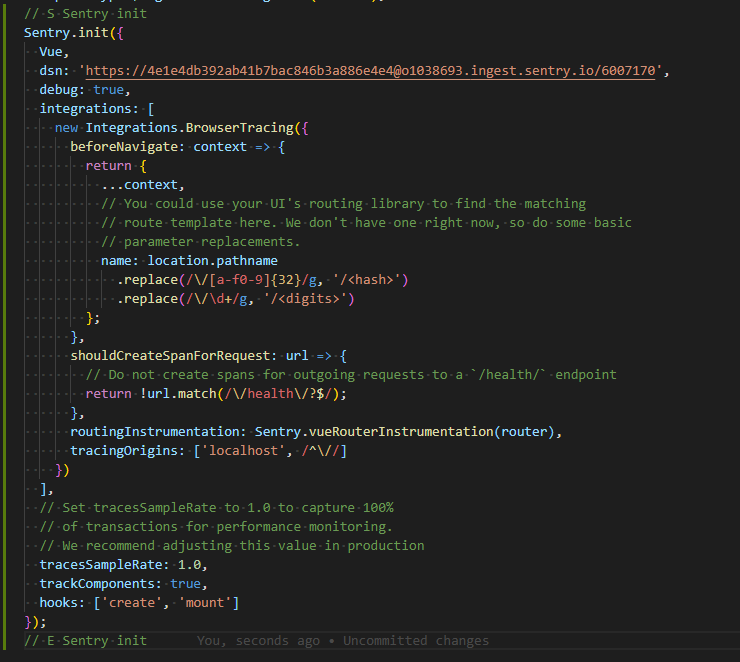 // S Sentry init
Sentry.init({
  Vue,
  dsn: 'https://4e1e4db392ab41b7bac846b3a886e4e4@o1038693.ingest.sentry.io/6007170',
  debug: true,
  integrations: [
    new Integrations.BrowserTracing({
      beforeNavigate: context => {
        return {
          ...context,
          // You could use your UI's routing library to find the matching
          // route template here. We don't have one right now, so do some basic
          // parameter replacements.
          name: location.pathname
            .replace(/\/[a-f0-9]{32}/g, '/<hash>')
            .replace(/\/\d+/g, '/<digits>')
        };
      },
      shouldCreateSpanForRequest: url => {
        // Do not create spans for outgoing requests to a `/health/` endpoint
        return !url.match(/\/health\/?$/);
      },
      routingInstrumentation: Sentry.vueRouterInstrumentation(router),
      tracingOrigins: ['localhost', /^\//]
    })
  ],
  // Set tracesSampleRate to 1.0 to capture 100%
  // of transactions for performance monitoring.
  // We recommend adjusting this value in production
  tracesSampleRate: 1.0,
  trackComponents: true,
  hooks: ['create', 'mount']
});
// E Sentry init You, seconds ago • Uncommitted changes